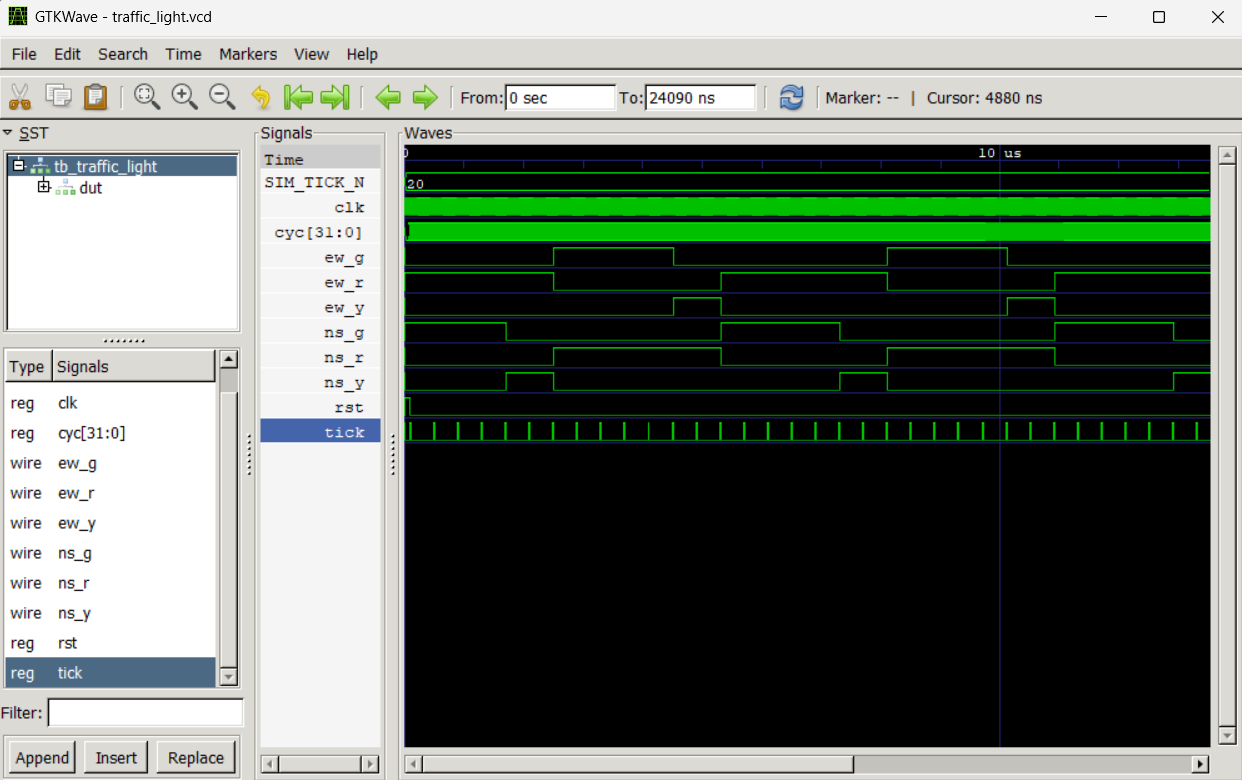 GTKWave - traffic_light.vcd
File Edit Search Time Markers View Help
From: 0 sec To: 24090 ns Marker: -- | Cursor: 4880 ns
SST
tb_traffic_light
dut
Type Signals
reg clk
reg cyc[31:0]
wire ew_g
wire ew_r
wire ew_y
wire ns_g
wire ns_r
wire ns_y
reg rst
reg tick
Filter:
Append Insert Replace
Signals
Time
SIM_TICK_N
clk
cyc[31:0]
ew_g
ew_r
ew_y
ns_g
ns_r
ns_y
rst
tick
Waves
0 10 us
20